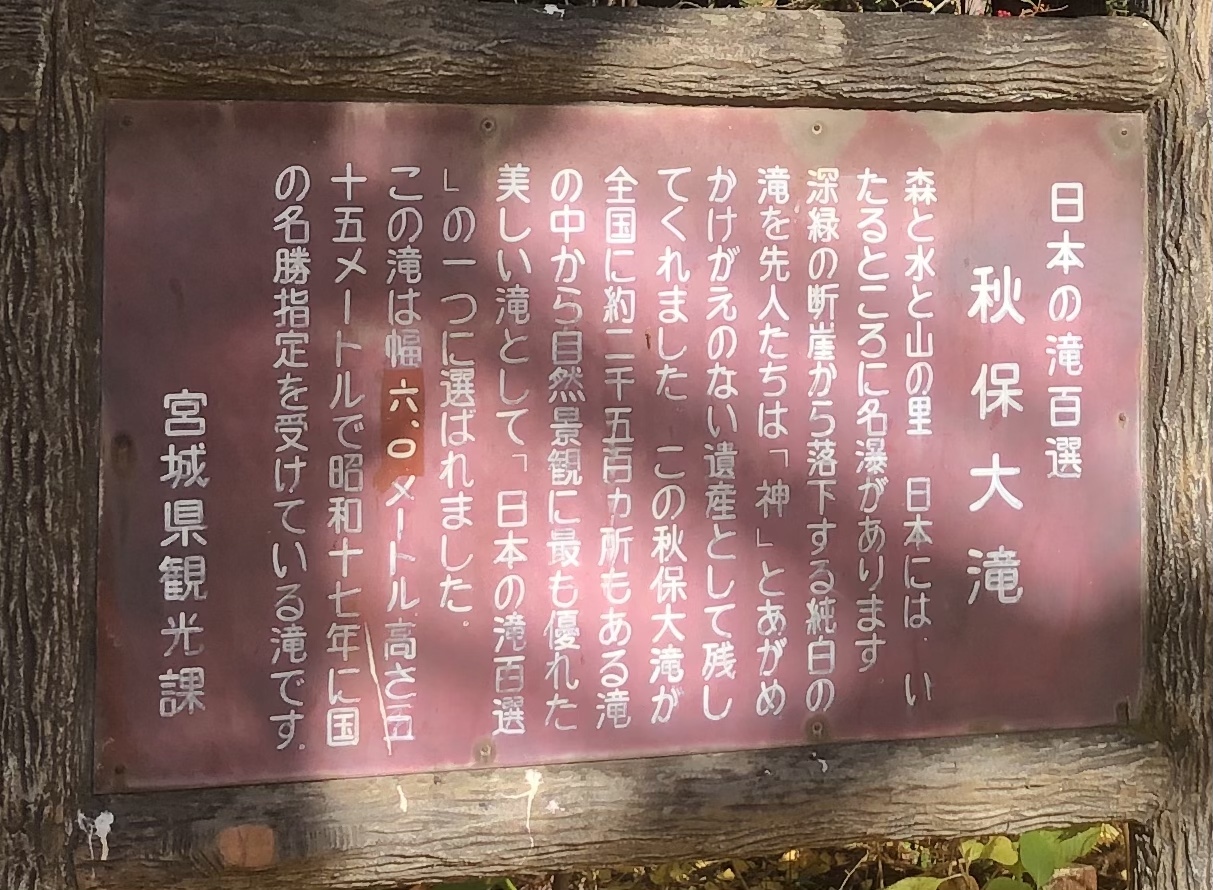 日本の滝百選
秋保大滝
森と水と山の里 日本には い
たるところに名瀑があります
深緑の断崖から落下する純白の
滝を先人たちは「神」とあがめ
かけがえのない遺産として残し
てくれました この秋保大滝が
全国に約二千五百カ所もある滝
の中から自然景観に最も優れた
美しい滝として「日本の滝百選
」の一つに選ばれました.
この滝は幅六.〇メートル高さ五
十五メートルで昭和十七年に国
の名勝指定を受けている滝です.
宮城県観光課